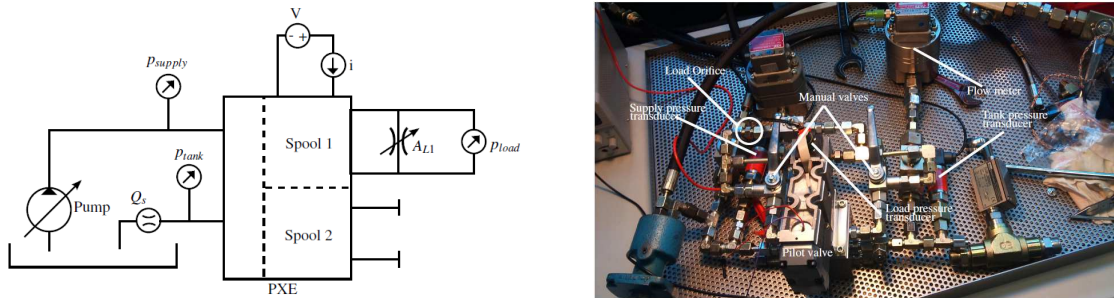 V
- +
i
p_supply
p_tank
Q_s
Pump
Spool 1
A_L1
p_load
Spool 2
PXE
Load Orifice
Supply pressure
transducer
Manual valves
Flow meter
Tank pressure
transducer
Load pressure
transducer
Pilot valve